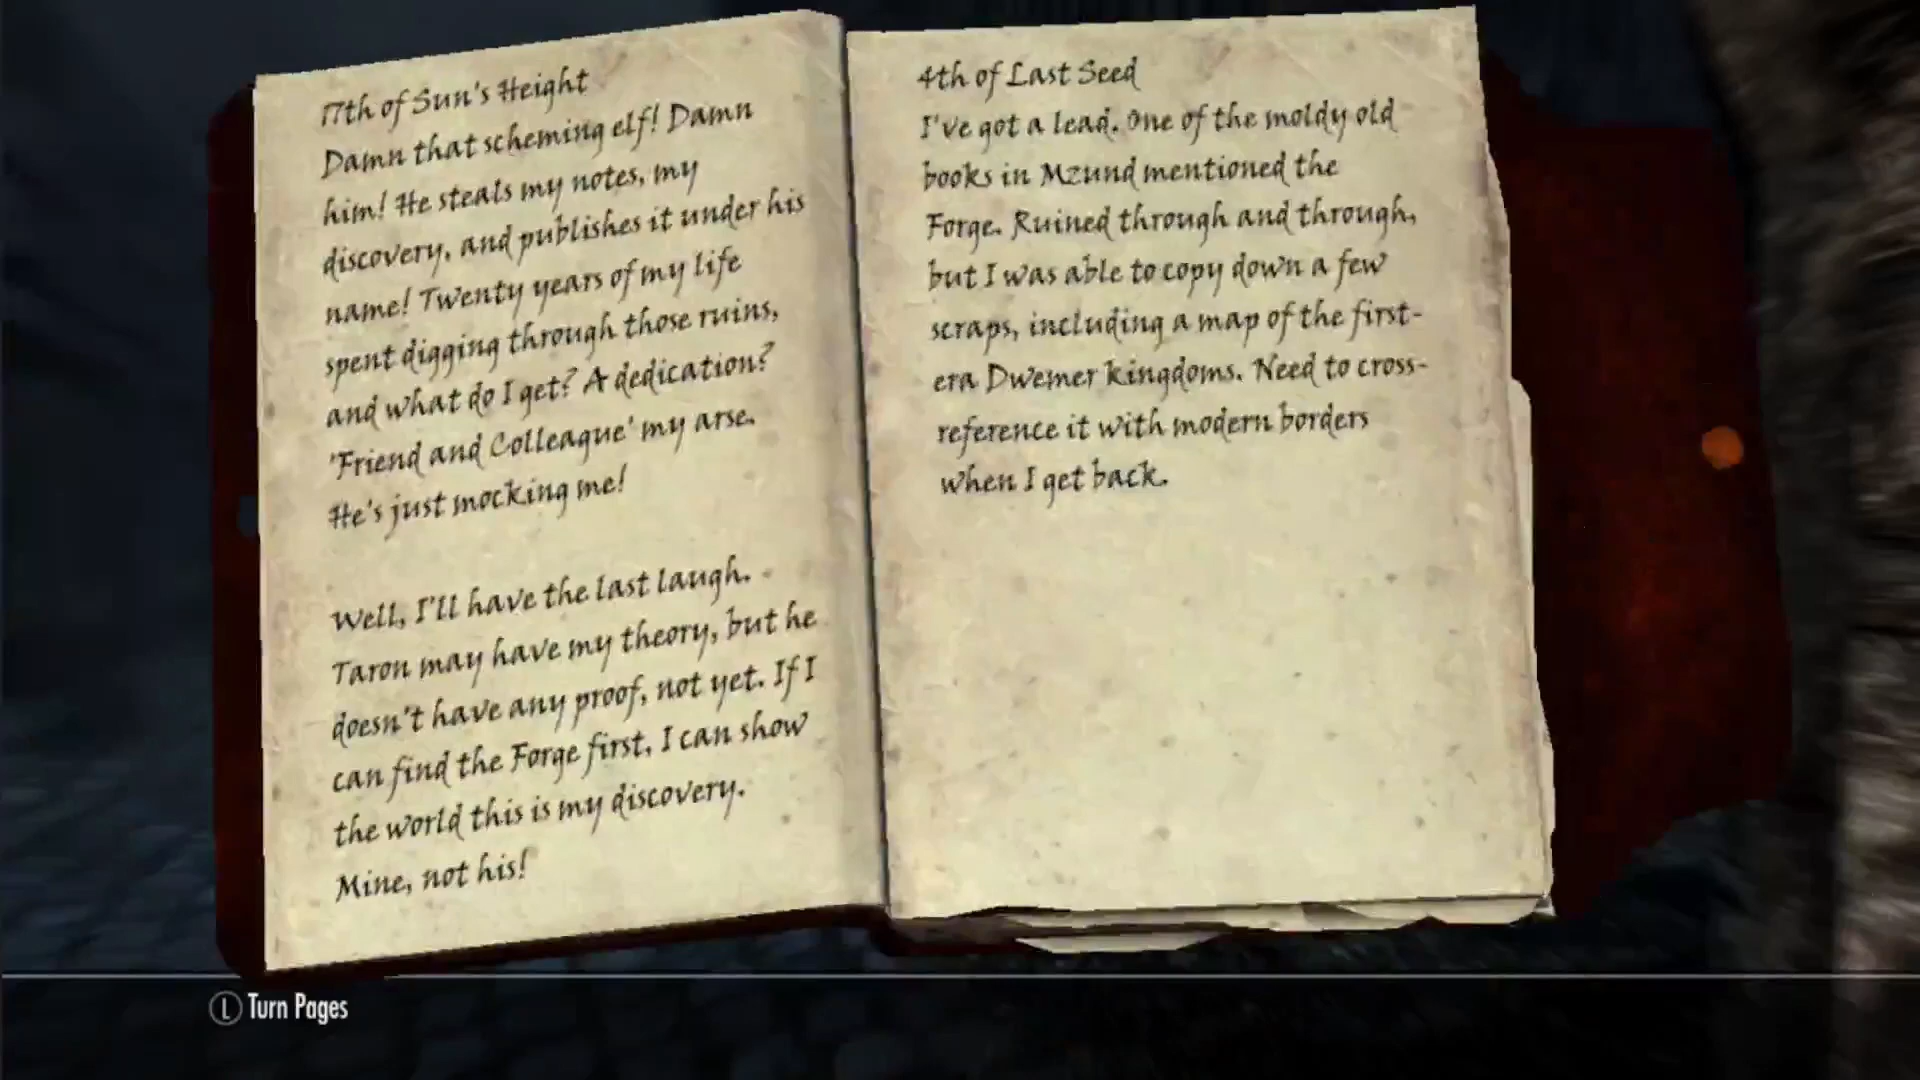 17th of Sun's Height
Damn that scheming elf! Damn
him! He steals my notes, my
discovery, and publishes it under his
name! Twenty years of my life
spent digging through those ruins,
and what do I get? A dedication?
'Friend and Colleague' my arse.
He's just mocking me!
Well, I'll have the last laugh.
Taron may have my theory, but he
doesn't have any proof, not yet. If I
can find the Forge first, I can show
the world this is my discovery.
Mine, not his!
4th of Last Seed
I've got a lead. One of the moldy old
books in Mzund mentioned the
Forge. Ruined through and through,
but I was able to copy down a few
scraps, including a map of the first-
era Dwemer kingdoms. Need to cross-
reference it with modern borders
when I get back.
L Turn Pages